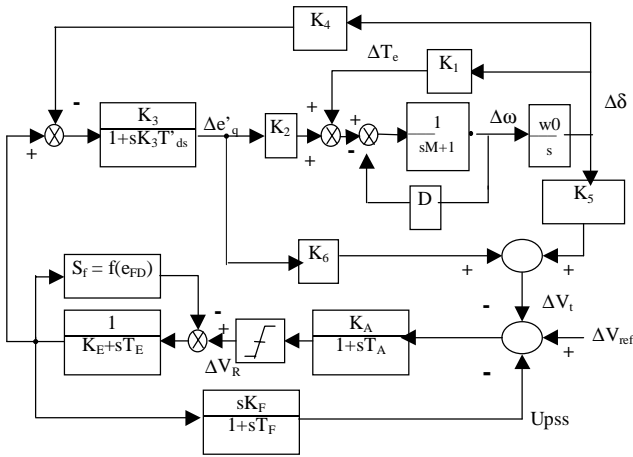 K4
ΔTe
K1
Δδ
-
K3
1+sK3T'ds
Δe'q
K2
+
+
+
-
1
sM+1
Δω
w0
s
+
D
K5
K6
+
+
Sf = f(eFD)
-
ΔVt
-
1
KE+sTE
+
ΔVR
KA
1+sTA
ΔVref
+
-
sKF
1+sTF
Upss